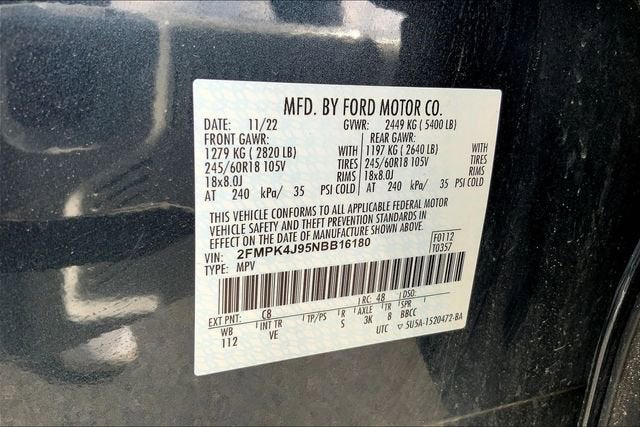 MFD. BY FORD MOTOR CO.
DATE: 11/22 GVWR: 2449 KG ( 5400 LB)
FRONT GAWR: REAR GAWR:
1279 KG ( 2820 LB) WITH 1197 KG ( 2640 LB) WITH
245/60R18 105V TIRES 245/60R18 105V TIRES
18x8.0J RIMS 18x8.0J RIMS
AT 240 kPa/ 35 PSI COLD AT 240 kPa/ 35 PSI COLD
THIS VEHICLE CONFORMS TO ALL APPLICABLE FEDERAL MOTOR
VEHICLE SAFETY AND THEFT PREVENTION STANDARDS IN
EFFECT ON THE DATE OF MANUFACTURE SHOWN ABOVE.
VIN: 2FMPK4J95NBB16180 F0112
TYPE: MPV T0357
EXT PNT: C8 RC: 48 DSO:
WB INT TR TP/PS R AXLE TR SPR
112 VE S 3K 8 BBCC
UTC ▽ 5U5A-1520472-BA